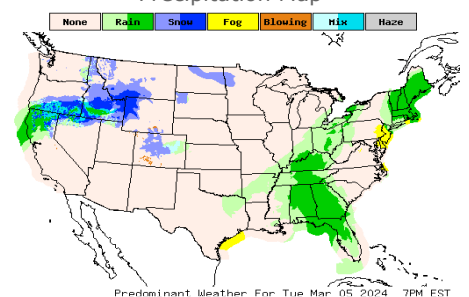 Precipitation Map
None Rain Snow Fog Blowing Mix Haze
Predominant Weather For Tue Mar 05 2024 7PM EST